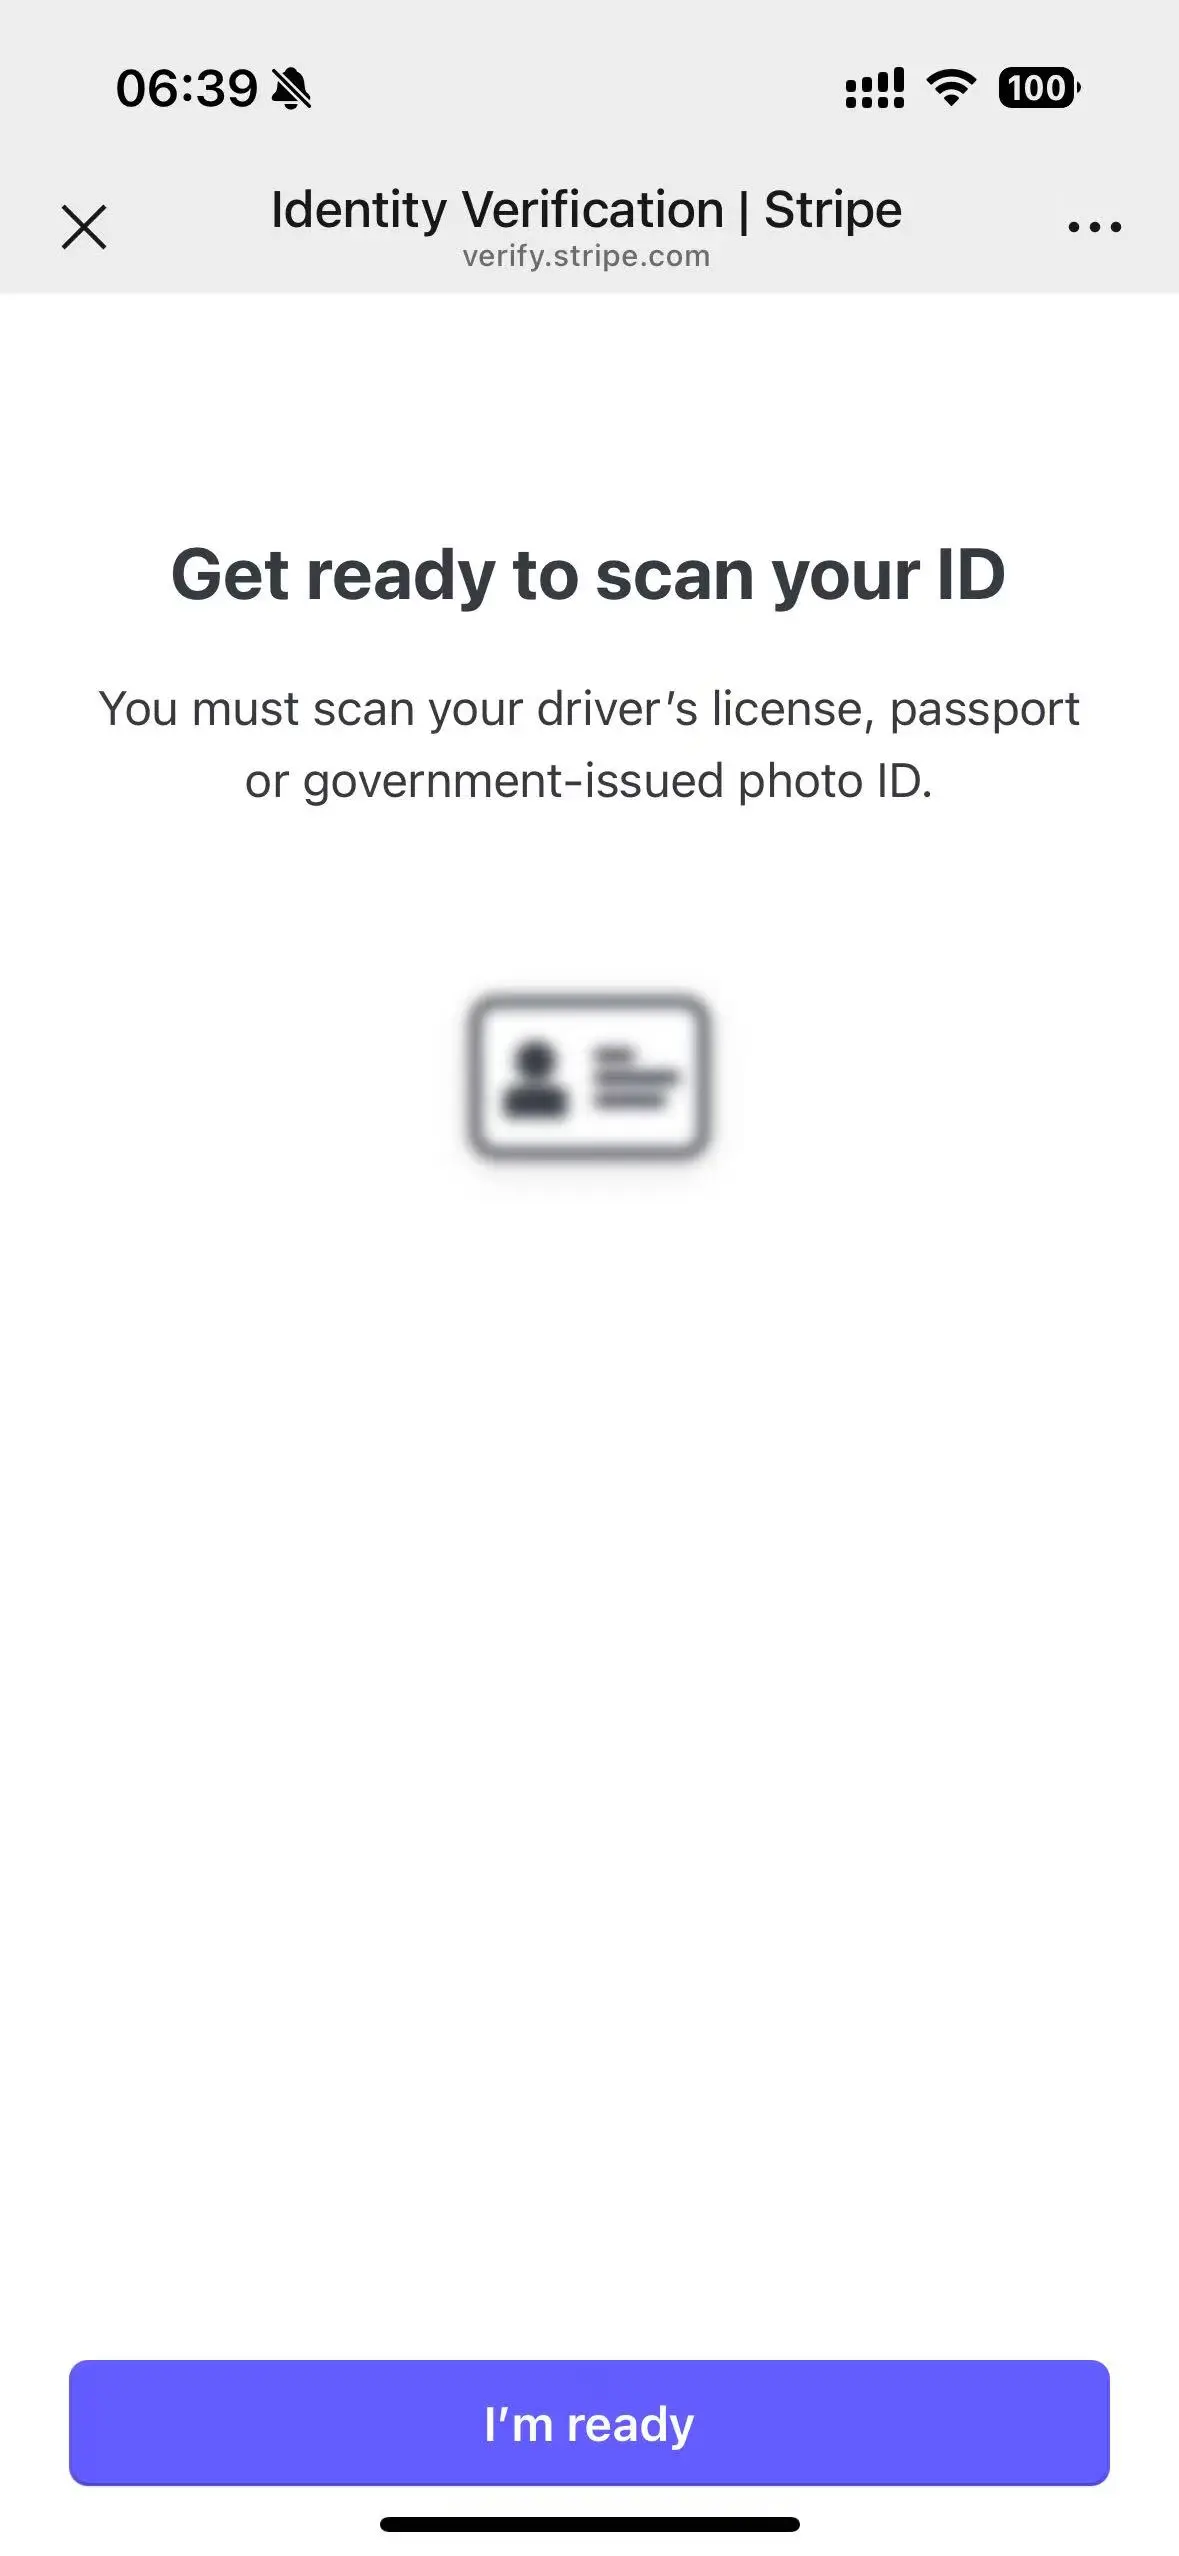 06:39
100
Identity Verification | Stripe
verify.stripe.com
Get ready to scan your ID
You must scan your driver’s license, passport
or government-issued photo ID.
I’m ready